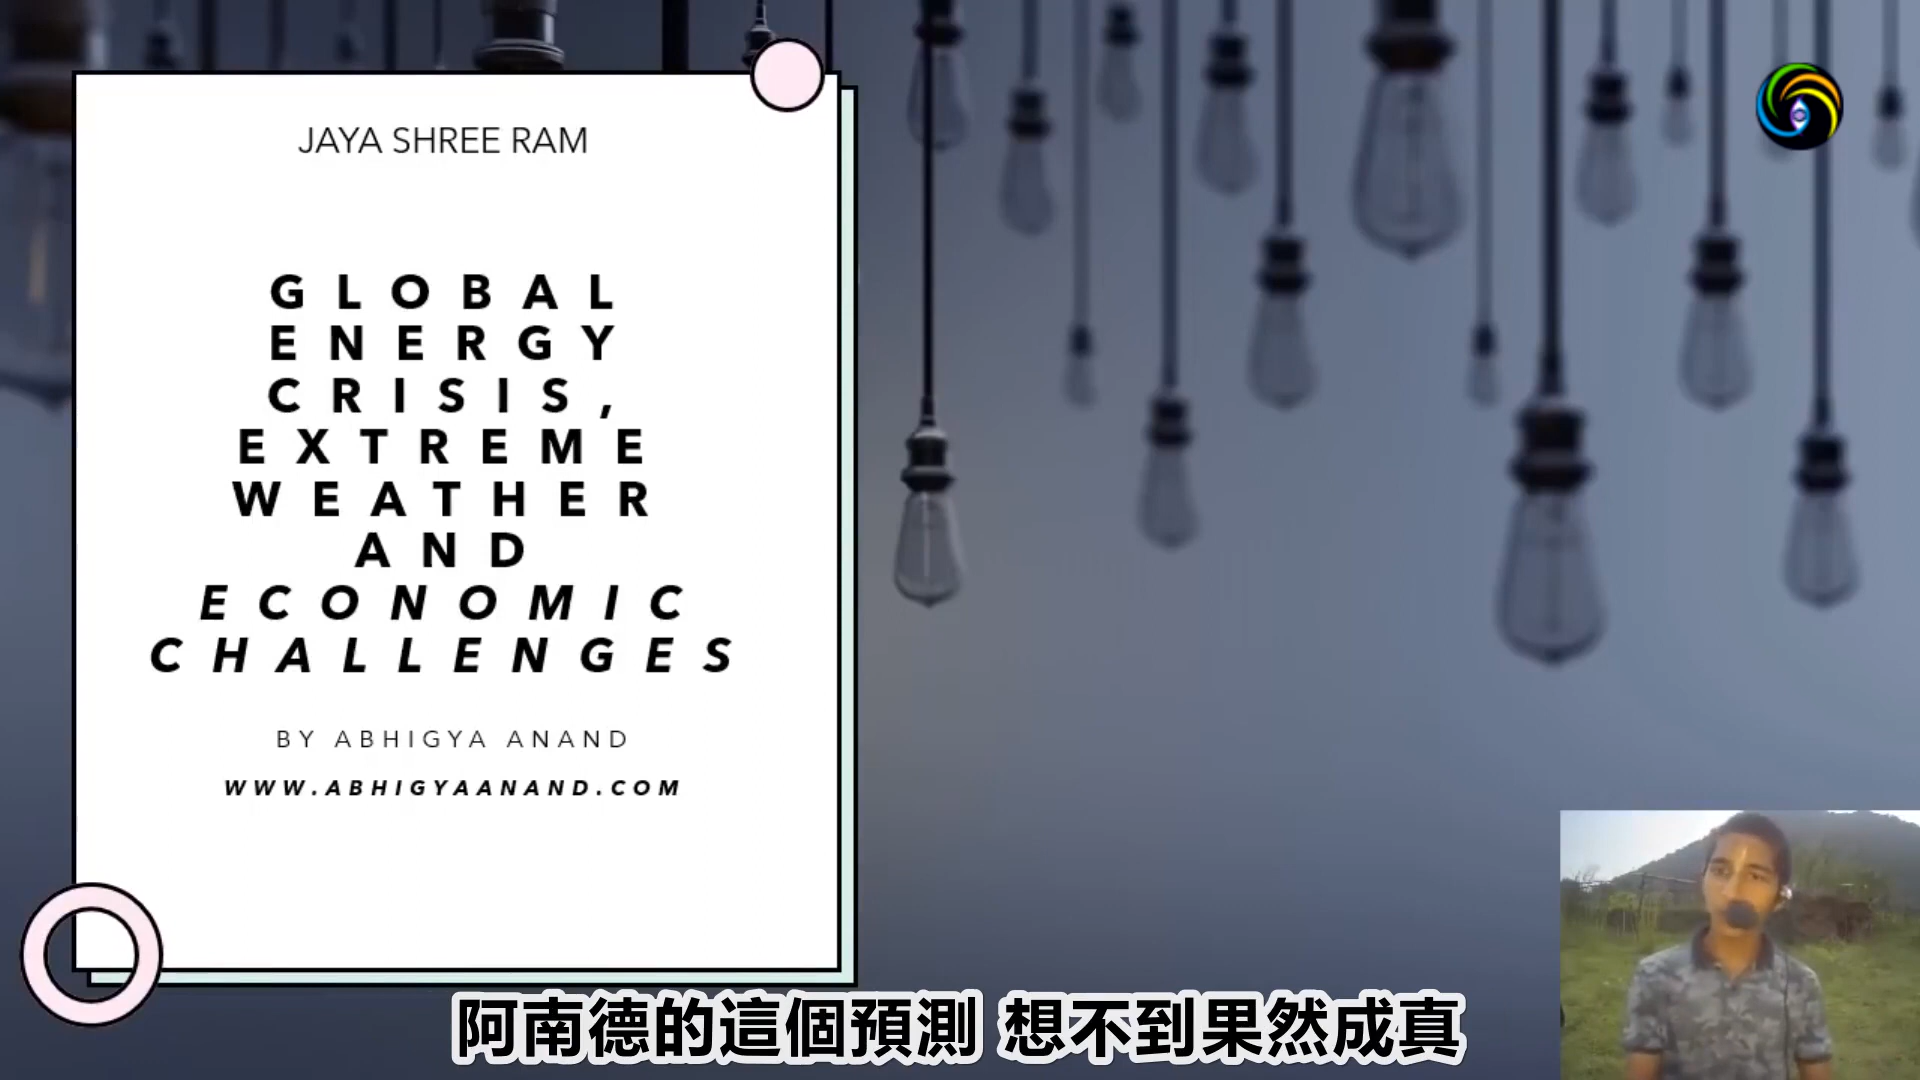 JAYA SHREE RAM
GLOBAL
ENERGY
CRISIS,
EXTREME
WEATHER
AND
ECONOMIC
CHALLENGES
BY ABHIGYA ANAND
WWW.ABHIGYAANAND.COM
阿南德的這個預測 想不到果然成真